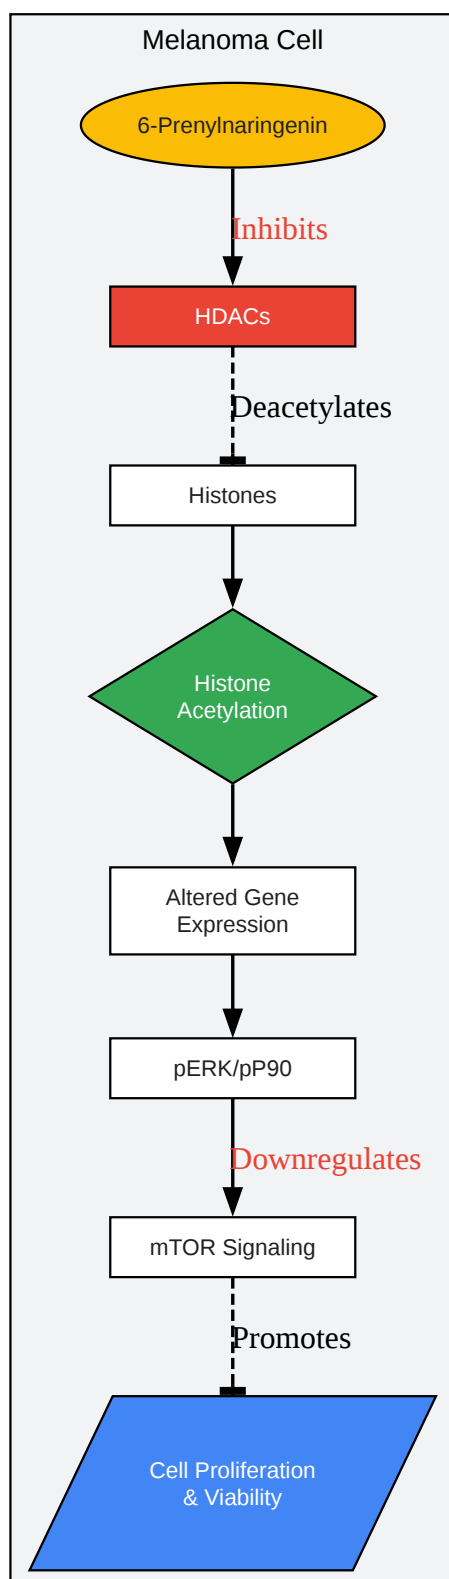 Melanoma Cell
6-Prenylnaringenin
Inhibits
HDACs
Deacetylates
Histones
Histone
Acetylation
Altered Gene
Expression
pERK/pP90
Downregulates
mTOR Signaling
Promotes
Cell Proliferation
& Viability